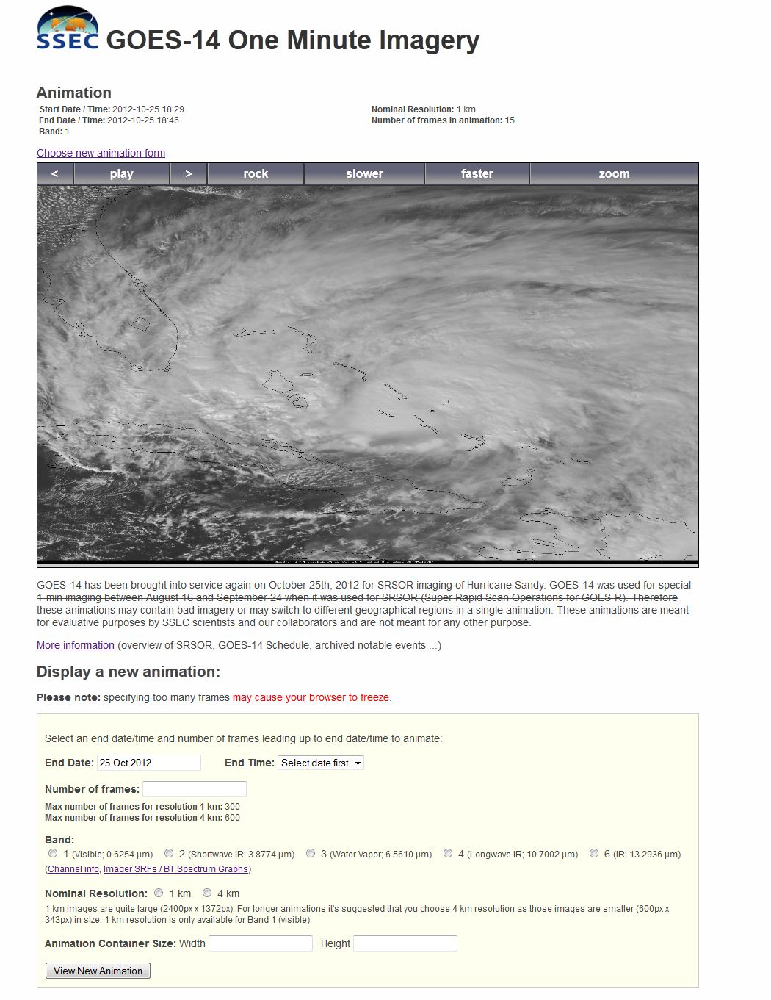 SSEC GOES-14 One Minute Imagery
Animation
Start Date / Time: 2012-10-25 18:29
Nominal Resolution: 1 km
End Date / Time: 2012-10-25 18:46
Number of frames in animation: 15
Band: 1
Choose new animation form
< play > rock slower faster zoom
GOES-14 has been brought into service again on October 25th, 2012 for SRSOR imaging of Hurricane Sandy. GOES-14 was used for special
1-min imaging between August 16 and September 24 when it was used for SRSOR (Super Rapid Scan Operations for GOES-R). Therefore
these animations may contain bad imagery or may switch to different geographical regions in a single animation. These animations are meant
for evaluative purposes by SSEC scientists and our collaborators and are not meant for any other purpose.
More information (overview of SRSOR, GOES-14 Schedule, archived notable events ...)
Display a new animation:
Please note: specifying too many frames may cause your browser to freeze.
Select an end date/time and number of frames leading up to end date/time to animate:
End Date: 25-Oct-2012 End Time: Select date first
Number of frames:
Max number of frames for resolution 1 km: 300
Max number of frames for resolution 4 km: 600
Band:
1 (Visible; 0.6254 µm) 2 (Shortwave IR; 3.8774 µm) 3 (Water Vapor; 6.5610 µm) 4 (Longwave IR; 10.7002 µm) 6 (IR; 13.2936 µm)
(Channel info, Imager SRFs / BT Spectrum Graphs)
Nominal Resolution: 1 km 4 km
1 km images are quite large (2400px x 1372px). For longer animations it's suggested that you choose 4 km resolution as those images are smaller (600px x
343px) in size. 1 km resolution is only available for Band 1 (visible).
Animation Container Size: Width Height
View New Animation